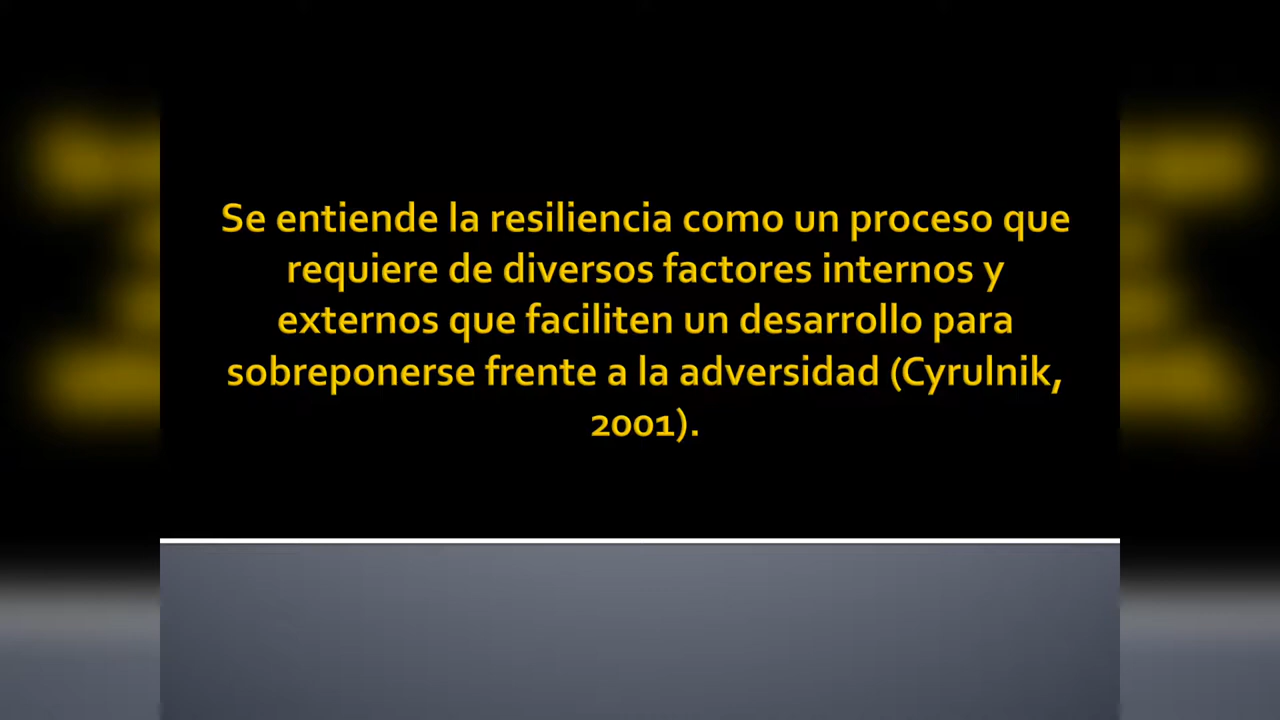 Se entiende la resiliencia como un proceso que
requiere de diversos factores internos y
externos que faciliten un desarrollo para
sobreponerse frente a la adversidad (Cyrulnik,
2001).